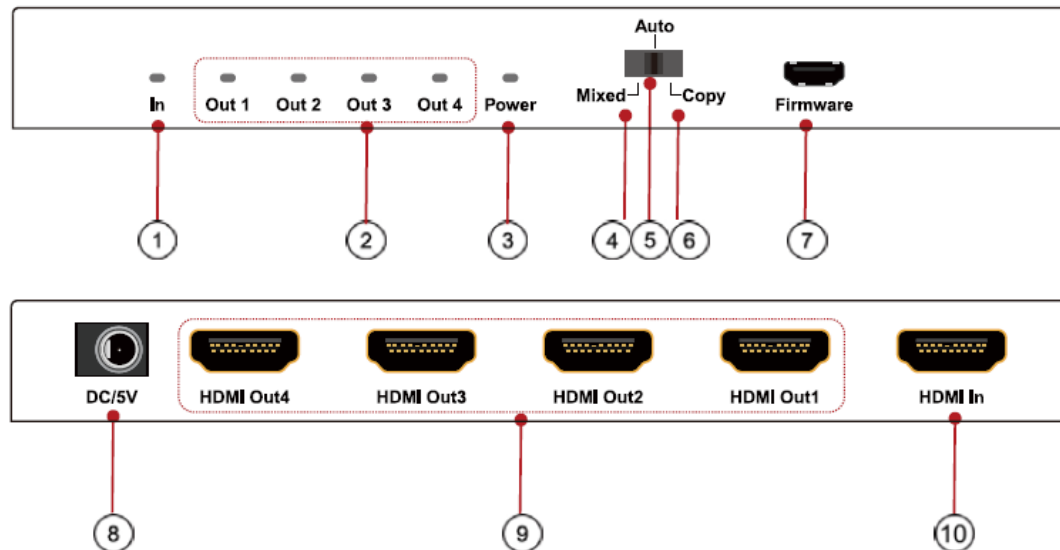 Auto
Mixed Copy
In Out 1 Out 2 Out 3 Out 4 Power Firmware
1 2 3 4 5 6 7
DC/5V HDMI Out4 HDMI Out3 HDMI Out2 HDMI Out1 HDMI In
8 9 10